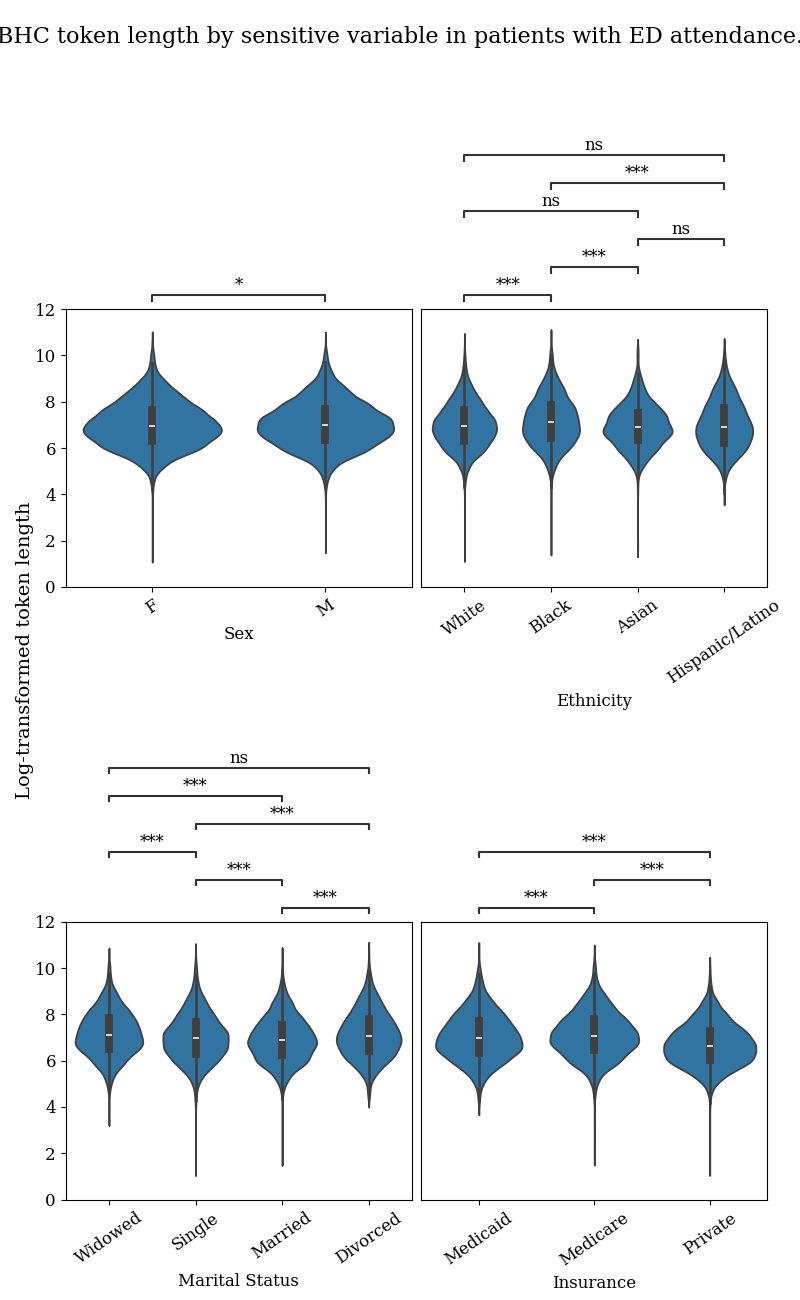 BHC token length by sensitive variable in patients with ED attendance.
ns
***
ns
ns
***
***
*
12
10
8
6
4
2
0
F
M
Sex
White
Black
Asian
Hispanic/Latino
Ethnicity
Log-transformed token length
ns
***
***
***
***
***
***
***
***
12
10
8
6
4
2
0
Widowed
Single
Married
Divorced
Marital Status
Medicaid
Medicare
Private
Insurance